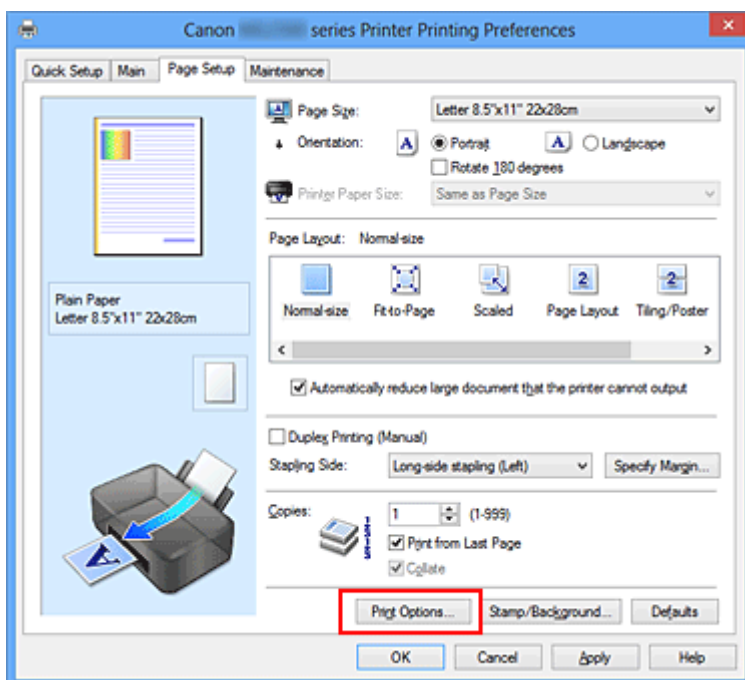 Canon series Printer Printing Preferences
Quick Setup Main Page Setup Maintenance
Page Size: Letter 8.5"x11" 22x28cm
Orientation: A Portrait A Landscape
Rotate 180 degrees
Printer Paper Size: Same as Page Size
Page Layout: Normal-size
2 2
Normal-size Fit-to-Page Scaled Page Layout Tiling/Poster
Plain Paper
Letter 8.5"x11" 22x28cm
Automatically reduce large document that the printer cannot output
Duplex Printing (Manual)
Stapling Side: Long-side stapling (Left) Specify Margin...
Copies: 1 (1-999)
Print from Last Page
Collate
A
Print Options... Stamp/Background... Defaults
OK Cancel Apply Help